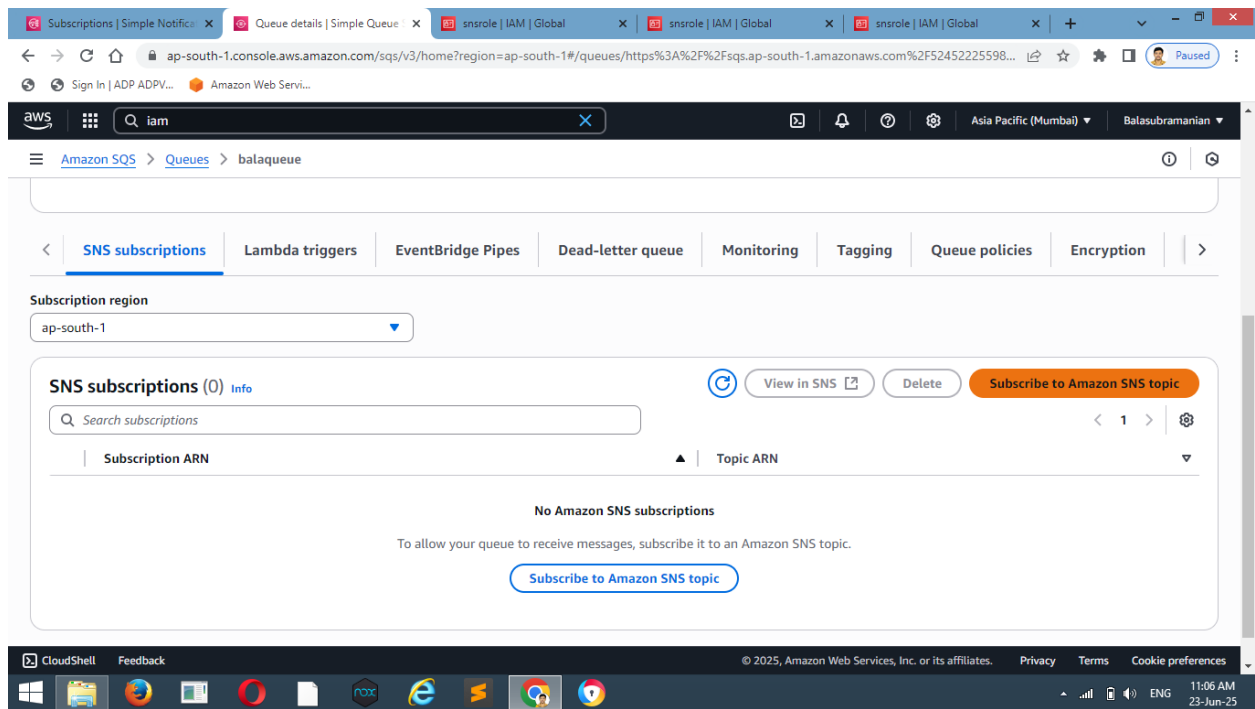 Subscriptions | Simple Notifica
Queue details | Simple Queue S
snsrole | IAM | Global
snsrole | IAM | Global
snsrole | IAM | Global
ap-south-1.console.aws.amazon.com/sqs/v3/home?region=ap-south-1#/queues/https%3A%2F%2Fsqs.ap-south-1.amazonaws.com%2F52452225598...
Paused
Sign In | ADP ADPV...
Amazon Web Servi...
aws
iam
Asia Pacific (Mumbai)
Balasubramanian
Amazon SQS > Queues > balaqueue
SNS subscriptions
Lambda triggers
EventBridge Pipes
Dead-letter queue
Monitoring
Tagging
Queue policies
Encryption
Subscription region
ap-south-1
SNS subscriptions (0) Info
View in SNS
Delete
Subscribe to Amazon SNS topic
Search subscriptions
1
Subscription ARN
Topic ARN
No Amazon SNS subscriptions
To allow your queue to receive messages, subscribe it to an Amazon SNS topic.
Subscribe to Amazon SNS topic
CloudShell
Feedback
© 2025, Amazon Web Services, Inc. or its affiliates.
Privacy
Terms
Cookie preferences
nox
ENG
11:06 AM
23-Jun-25